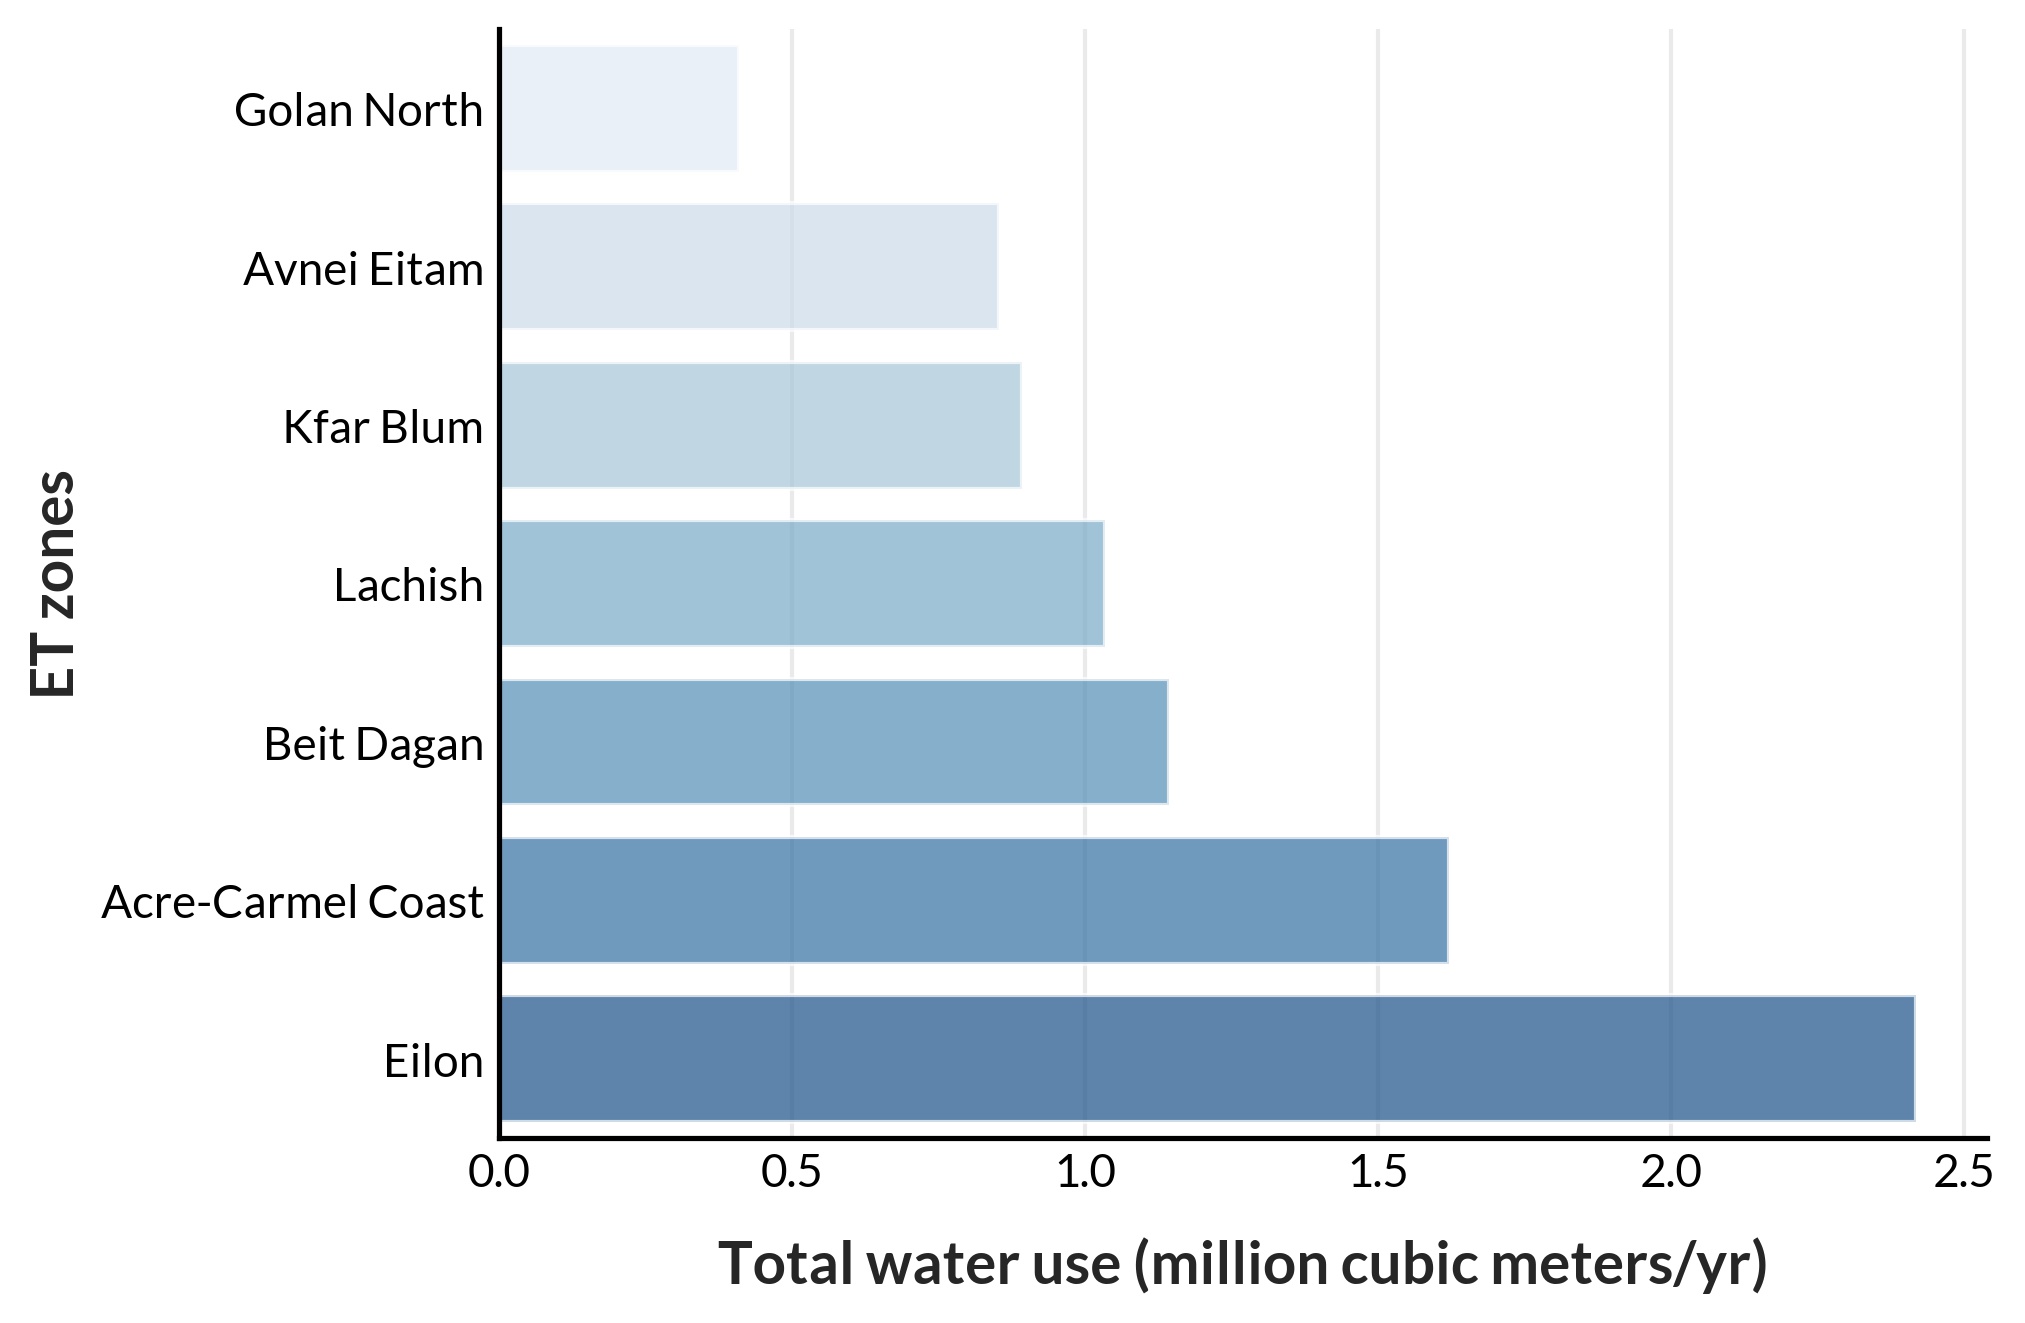 Golan North
Avnei Eitam
Kfar Blum
Lachish
Beit Dagan
Acre-Carmel Coast
Eilon
ET zones
0.0 0.5 1.0 1.5 2.0 2.5
Total water use (million cubic meters/yr)